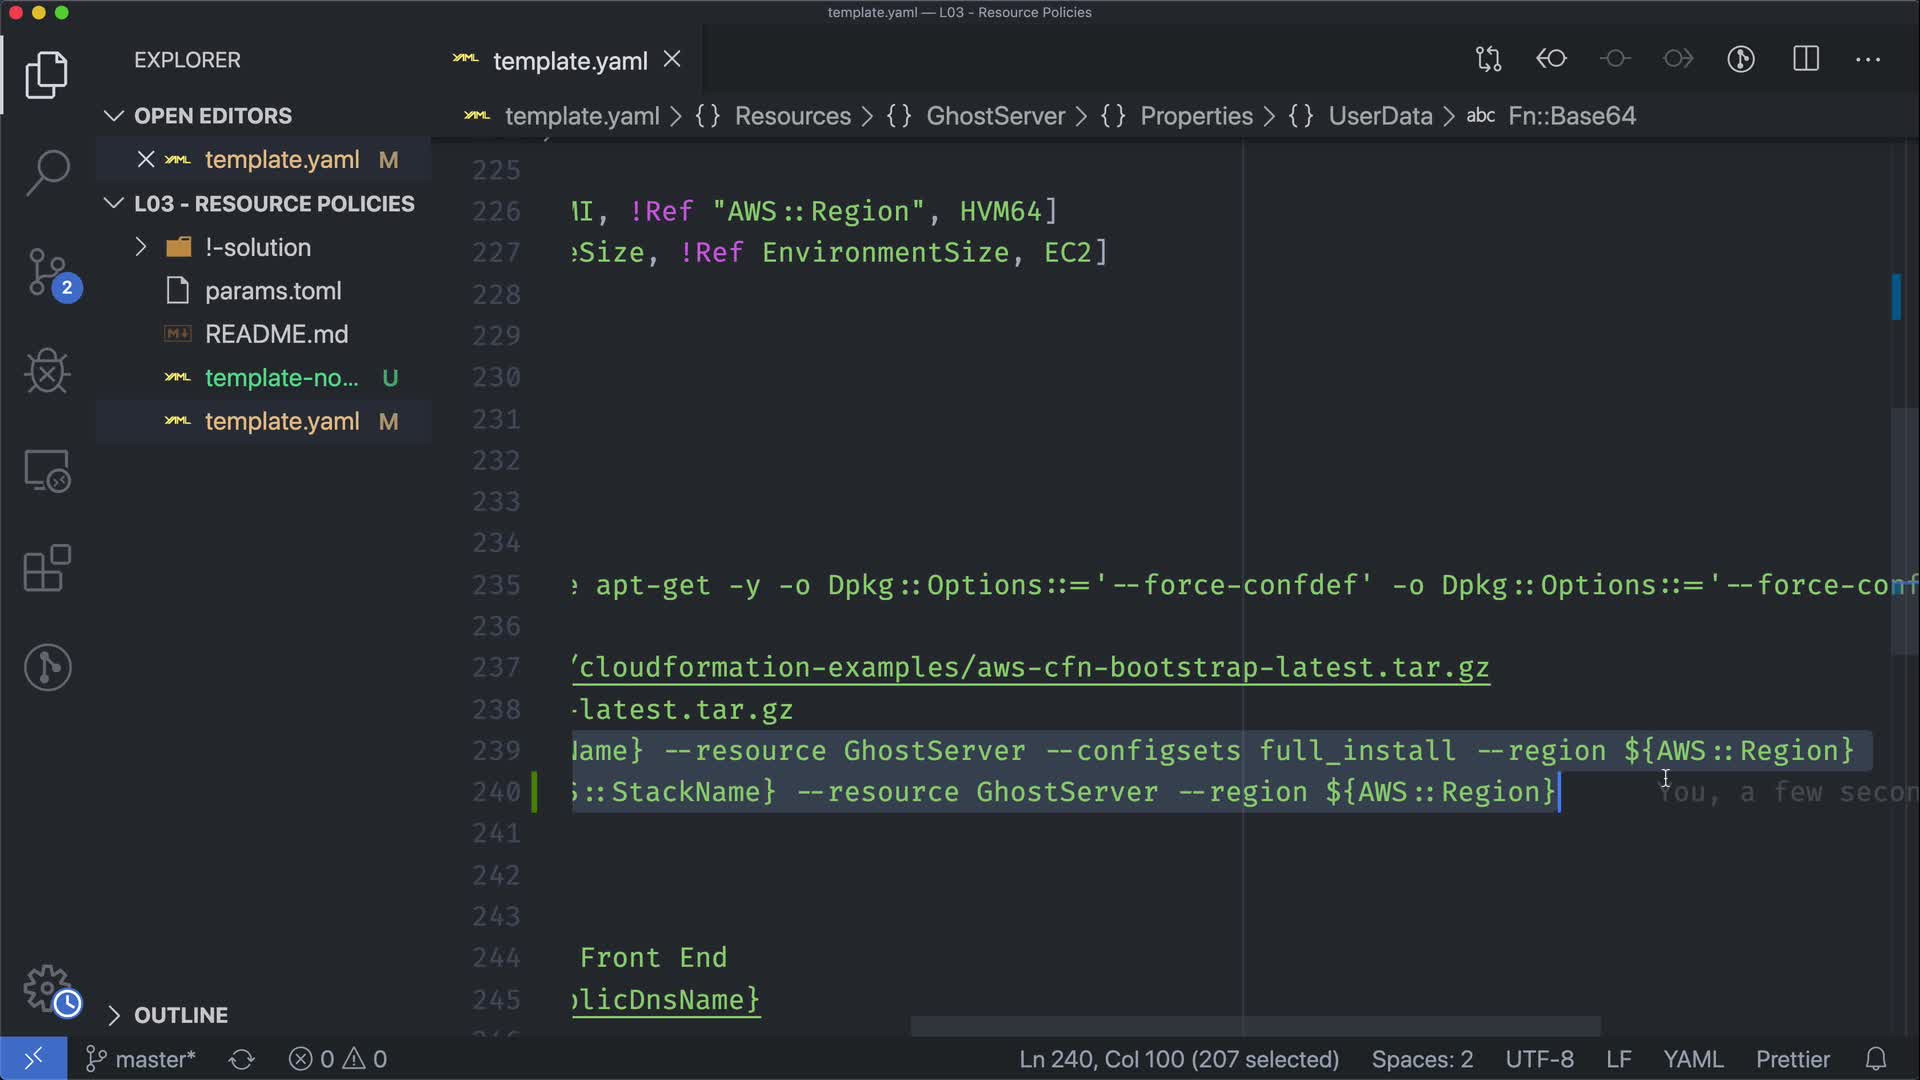 template.yaml — L03 - Resource Policies
EXPLORER
template.yaml
OPEN EDITORS
template.yaml M
L03 - RESOURCE POLICIES
!-solution
params.toml
README.md
template-no... U
template.yaml M
OUTLINE
template.yaml > {} Resources > {} GhostServer > {} Properties > {} UserData > abc Fn::Base64
225
226 MI, !Ref "AWS::Region", HVM64]
227 eSize, !Ref EnvironmentSize, EC2]
228
229
230
231
232
233
234
235 e apt-get -y -o Dpkg::Options::='--force-confdef' -o Dpkg::Options::='--force-conf
236
237 /cloudformation-examples/aws-cfn-bootstrap-latest.tar.gz
238 -latest.tar.gz
239 Name} --resource GhostServer --configsets full_install --region ${AWS::Region}
240 S::StackName} --resource GhostServer --region ${AWS::Region} You, a few secon
241
242
243
244 Front End
245 blicDnsName}
2
master* 0 0 Ln 240, Col 100 (207 selected) Spaces: 2 UTF-8 LF YAML Prettier